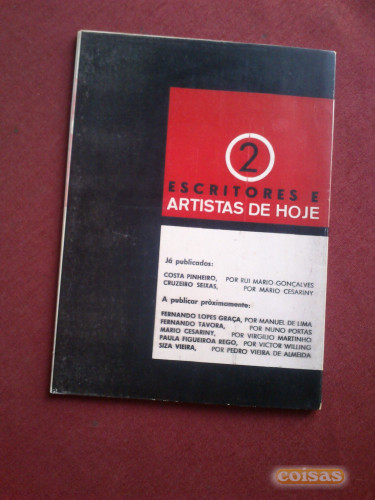 2
ESCRITORES E
ARTISTAS DE HOJE
Já publicados:
COSTA PINHEIRO, POR RUI MARIO GONÇALVES
CRUZEIRO SEIXAS, POR MARIO CESARINY
A publicar próximamente:
FERNANDO LOPES GRAÇA, POR MANUEL DE LIMA
FERNANDO TAVORA, POR NUNO PORTAS
MÁRIO CESARINY, POR VIRGILIO MARTINHO
PAULA FIGUEIROA REGO, POR VICTOR WILLING
SIZA VIEIRA, POR PEDRO VIEIRA DE ALMEIDA
coisas